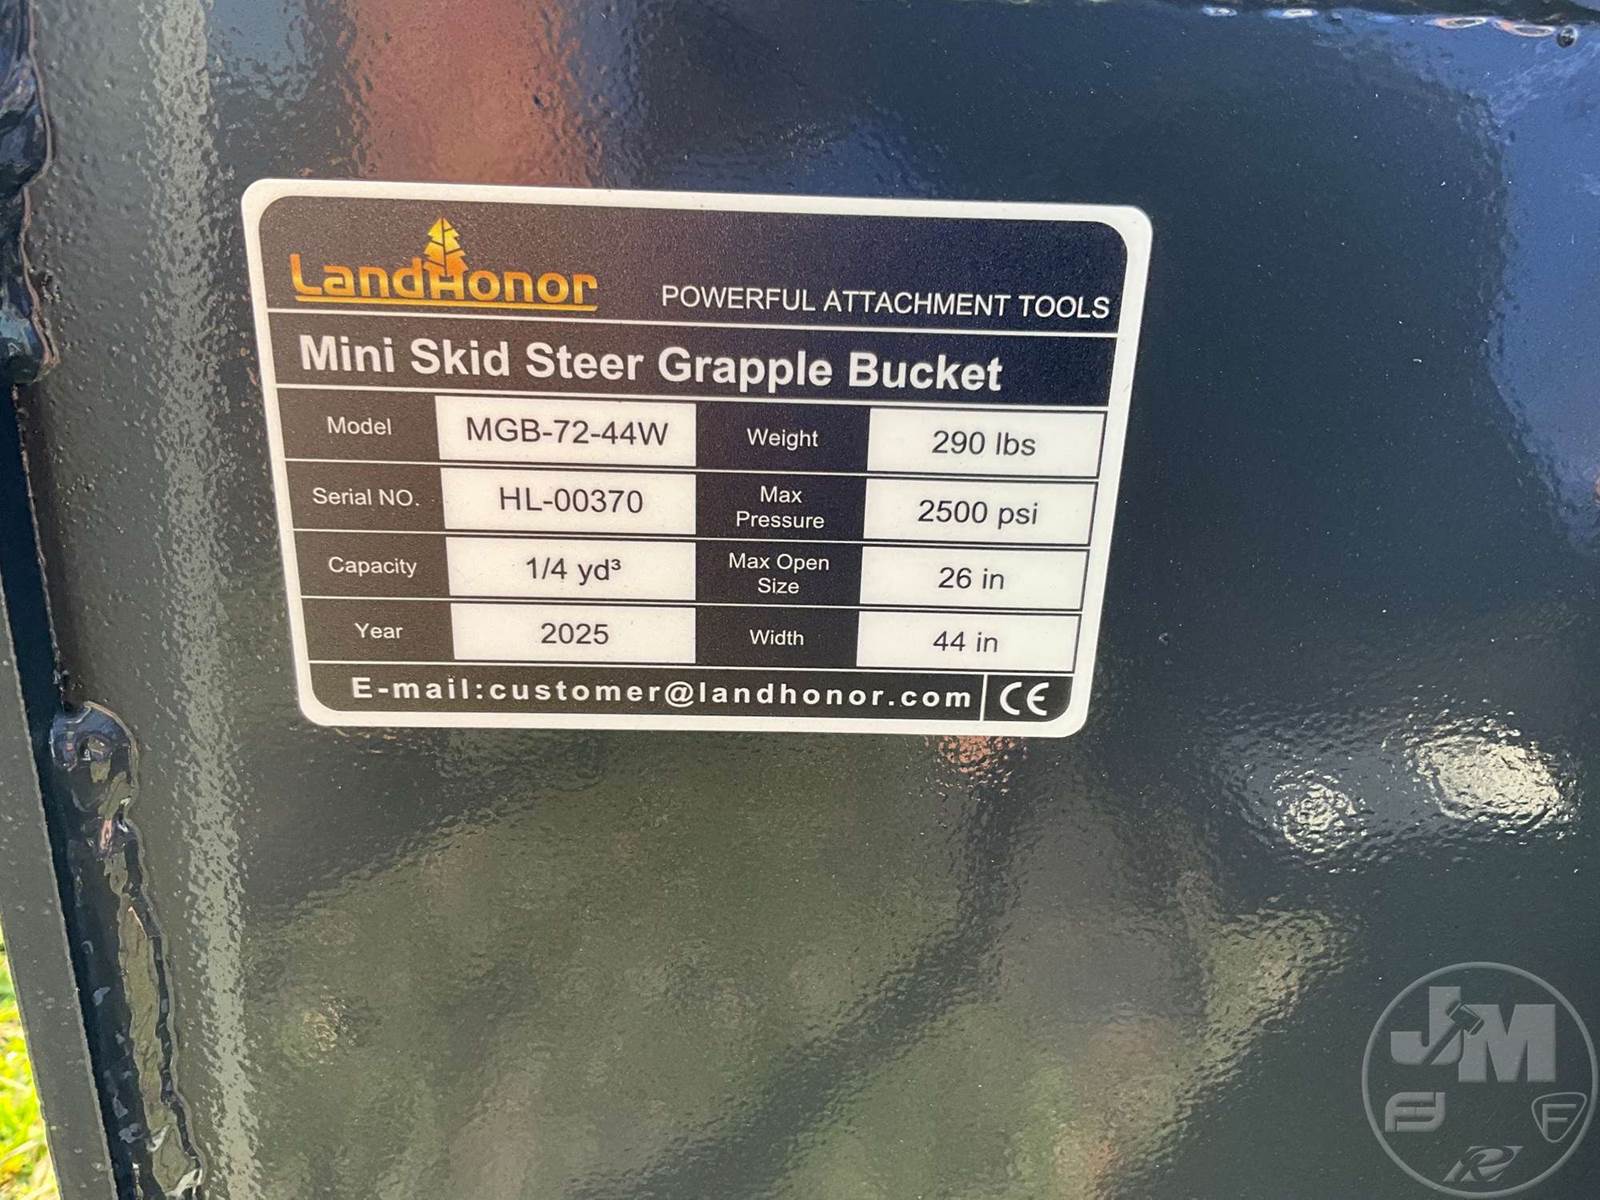 LandHonor
POWERFUL ATTACHMENT TOOLS
Mini Skid Steer Grapple Bucket
Model MGB-72-44W Weight 290 lbs
Serial NO. HL-00370 Max Pressure 2500 psi
Capacity 1/4 yd³ Max Open Size 26 in
Year 2025 Width 44 in
E-mail:customer@landhonor.com CE
JM